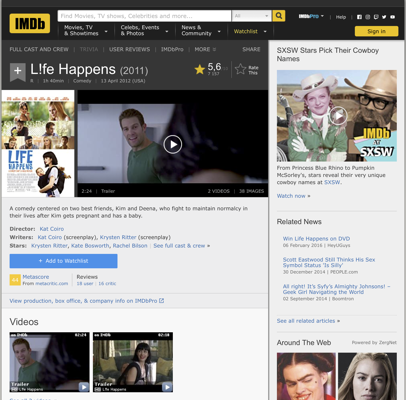 IMDb
Find Movies, TV shows, Celebrities and more...
All
IMDbPro
Help
Movies, TV
& Showtimes
Celebs, Events
& Photos
News &
Community
Watchlist
Sign in
FULL CAST AND CREW
TRIVIA
USER REVIEWS
IMDbPro
MORE
SHARE
L!fe Happens (2011)
1h 40min
Comedy
13 April 2012 (USA)
5,6
Rate
This
2:24
Trailer
2 VIDEOS
38 IMAGES
A comedy centered on two best friends, Kim and Deena, who fight to maintain normalcy in
their lives after Kim gets pregnant and has a baby.
Director: Kat Coiro
Writers: Kat Coiro (screenplay), Krysten Ritter (screenplay)
Stars: Krysten Ritter, Kate Bosworth, Rachel Bilson | See full cast & crew »
+ Add to Watchlist
Metascore
From metacritic.com
Reviews
18 user | 16 critic
View production, box office, & company info on IMDbPro
Videos
02:24
Trailer
L!fe Happens
Trailer
Life Happens
SXSW Stars Pick Their Cowboy
Names
IMDb
AT
SXSW
From Princess Blue Rhino to Pumpkin
McSorley's, stars reveal their very unique
cowboy names at SXSW.
Watch now »
Related News
Win Life Happens on DVD
06 February 2016 | HeyUGuys
Scott Eastwood Still Thinks His Sex
Symbol Status 'Is Silly'
30 December 2014 | PEOPLE.com
All right! It's Syfy's Almighty Johnsons! –
Geek Girl Navigating the World
02 September 2014 | Boomtron
See all related articles »
Around The Web
Powered by ZergNet